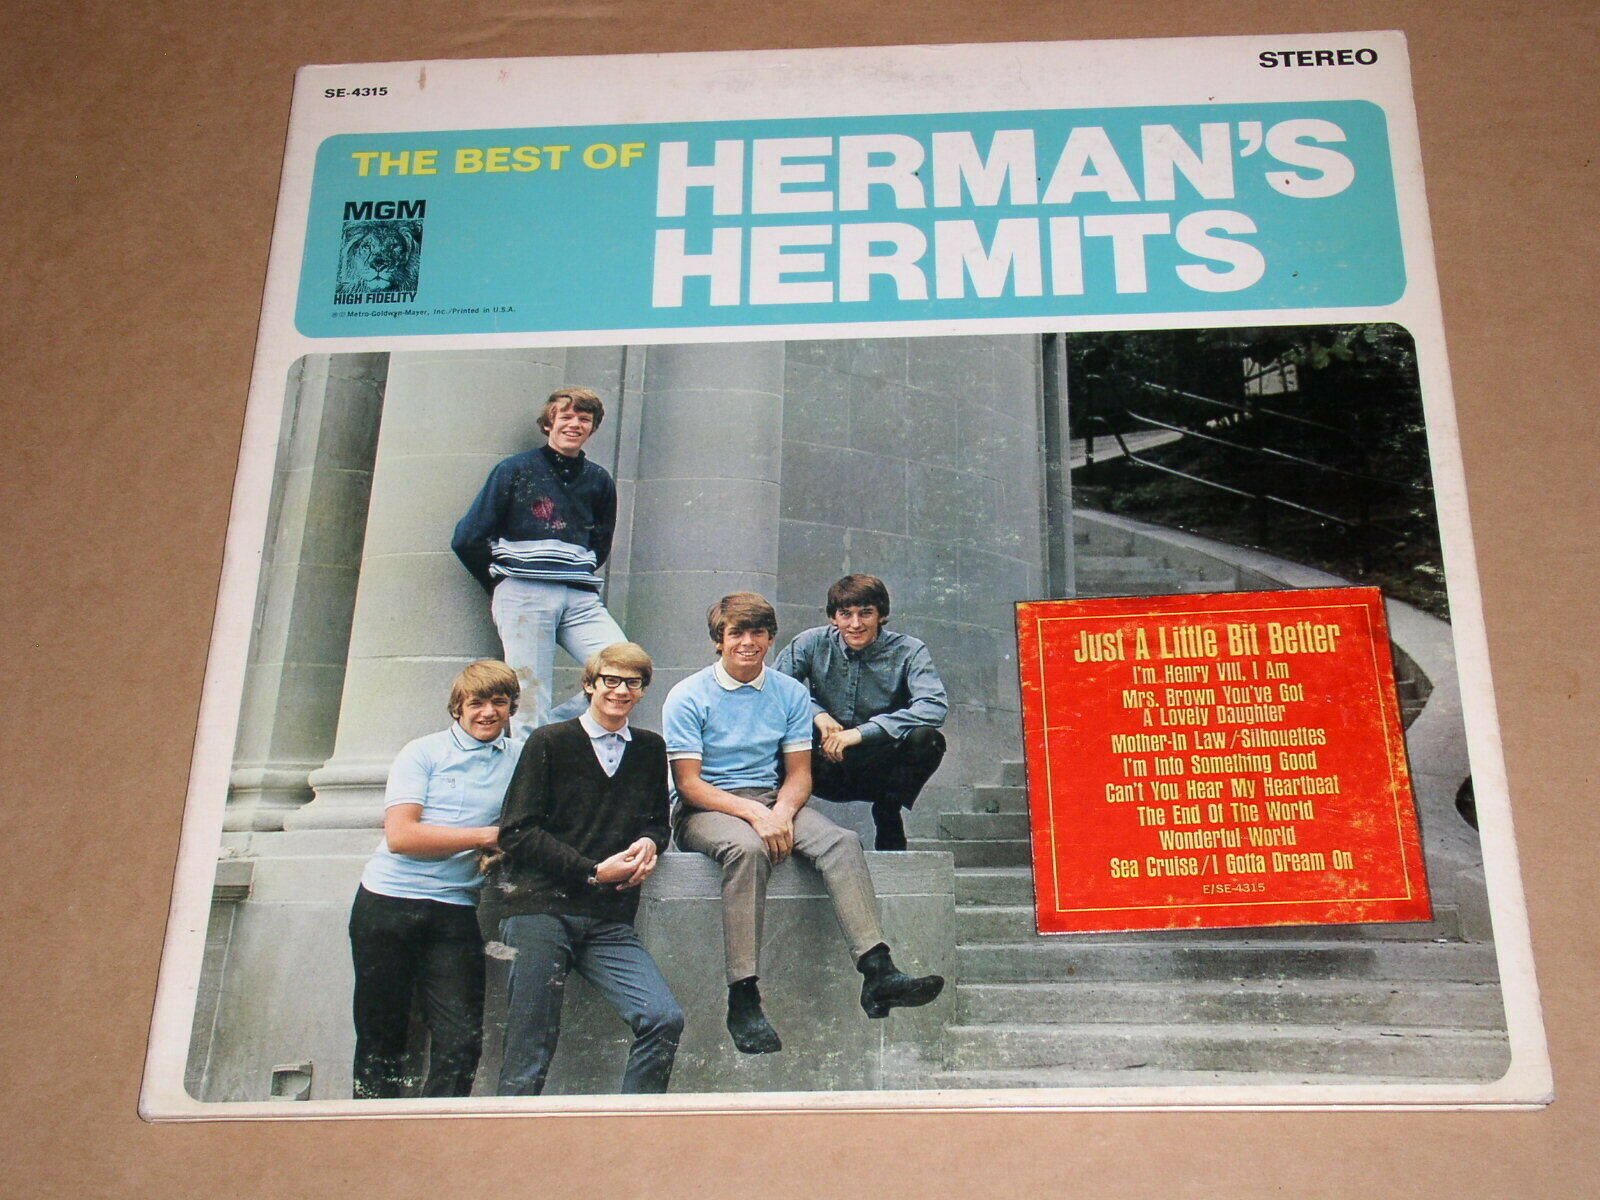 SE-4315
STEREO
THE BEST OF HERMAN'S
HERMITS
MGM
HIGH FIDELITY
℗© Metro-Goldwyn-Mayer, Inc./Printed in U.S.A.
Just A Little Bit Better
I'm Henry VIII, I Am
Mrs. Brown You've Got
A Lovely Daughter
Mother-In Law/Silhouettes
I'm Into Something Good
Can't You Hear My Heartbeat
The End Of The World
Wonderful World
Sea Cruise/I Gotta Dream On
E/SE-4315